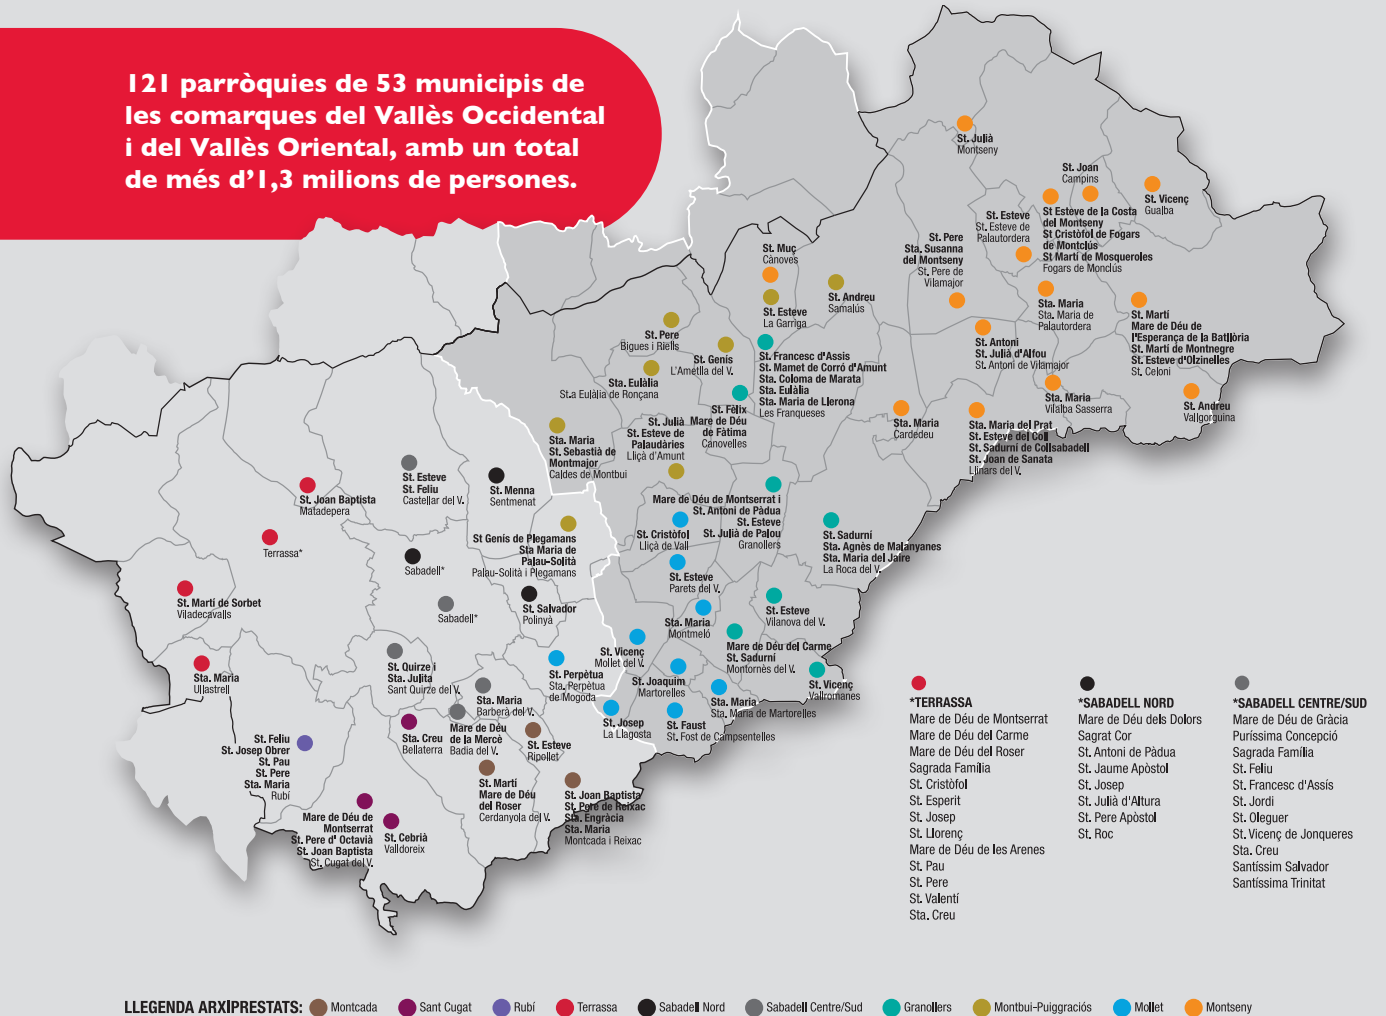 121 parròquies de 53 municipis de
les comarques del Vallès Occidental
i del Vallès Oriental, amb un total
de més d'1,3 milions de persones.
St. Julià
Montseny
St. Joan
Campins
St. Vicenç
Gualba
St. Esteve
St. Esteve de
Palautordera
St Esteve de la Costa
del Montseny
St Cristòfol de Fogars
de Montclús
St Martí de Mosqueroles
Fogars de Monclús
St. Pere
Sta. Susanna
del Montseny
St. Pere de
Vilamajor
St. Muç
Cànoves
St. Esteve
La Garriga
St. Andreu
Samalús
Sta. Maria
Sta. Maria de
Palautordera
St. Martí
Mare de Déu de
l'Esperança de la Batllòria
St. Martí de Montnegre
St. Esteve d'Olzinelles
St. Celoni
St. Antoni
St. Julià d'Alfou
St. Antoni de Vilamajor
St. Pere
Bigues i Riells
St. Genís
L'Ametlla del V.
St. Francesc d'Assis
St. Mamet de Corró d'Amunt
Sta. Coloma de Marata
Sta. Eulàlia
Sta. Maria de Llerona
Les Franqueses
Sta. Eulàlia
Sta Eulàlia de Ronçana
Sta. Maria
Vilalba Sasserra
St. Andreu
Vallgorguina
St. Fèlix
Mare de Déu
de Fàtima
Canovelles
Sta. Maria
Cardedeu
Sta. Maria del Prat
St. Esteve del Coll
St. Sadurní de Collsabadell
St. Joan de Sanata
Llinars del V.
St. Julià
St. Esteve de
Palaudàries
Lliçà d'Amunt
Sta. Maria
St. Sebastià de
Montmajor
Caldes de Montbui
St. Esteve
St. Feliu
Castellar del V.
St. Menna
Sentmenat
St. Joan Baptista
Matadepera
Mare de Déu de Montserrat i
St. Antoni de Pàdua
St. Esteve
St. Julià de Palou
Granollers
St. Cristòfol
Lliçà de Vall
St. Sadurní
Sta. Agnès de Malanyanes
Sta. Maria del Jaire
La Roca del V.
St Genís de Plegamans
Sta Maria de
Palau-Solità
Palau-Solità i Plegamans
Terrassa*
Sabadell*
St. Esteve
Parets del V.
St. Martí de Sorbet
Viladecavalls
Sabadell*
St. Salvador
Polinyà
Sta. Maria
Montmeló
St. Esteve
Vilanova del V.
Mare de Déu del Carme
St. Sadurní
Montornès del V.
St. Vicenç
Mollet del V.
St. Quirze i
Sta. Julita
Sant Quirze del V.
St. Perpètua
Sta. Perpètua
de Mogoda
St. Joaquim
Martorelles
St. Vicenç
Vallromanes
Sta. Maria
Ullastrell
Sta. Maria
Barberà del V.
Sta. Maria
Sta. Maria de Martorelles
St. Josep
La Llagosta
St. Faust
St. Fost de Campsentelles
Sta. Creu
Bellaterra
Mare de Déu
de la Mercè
Badia del V.
St. Esteve
Ripollet
St. Feliu
St. Josep Obrer
St. Pau
St. Pere
Sta. Maria
Rubí
St. Martí
Mare de Déu
del Roser
Cerdanyola del V.
St. Joan Baptista
St. Pere de Reixac
Sta. Engràcia
Sta. Maria
Montcada i Reixac
Mare de Déu de
Montserrat
St. Pere d' Octavià
St. Joan Baptista
St. Cugat del V.
St. Cebrià
Valldoreix
*TERRASSA
Mare de Déu de Montserrat
Mare de Déu del Carme
Mare de Déu del Roser
Sagrada Família
St. Cristòfol
St. Esperit
St. Josep
St. Llorenç
Mare de Déu de les Arenes
St. Pau
St. Pere
St. Valentí
Sta. Creu
*SABADELL NORD
Mare de Déu dels Dolors
Sagrat Cor
St. Antoni de Pàdua
St. Jaume Apòstol
St. Josep
St. Julià d'Altura
St. Pere Apòstol
St. Roc
*SABADELL CENTRE/SUD
Mare de Déu de Gràcia
Puríssima Concepció
Sagrada Família
St. Feliu
St. Francesc d'Assís
St. Jordi
St. Oleguer
St. Vicenç de Jonqueres
Sta. Creu
Santíssim Salvador
Santíssima Trinitat
LLEGENDA ARXIPRESTATS: Montcada Sant Cugat Rubí Terrassa Sabadell Nord Sabadell Centre/Sud Granollers Montbui-Puiggraciós Mollet Montseny